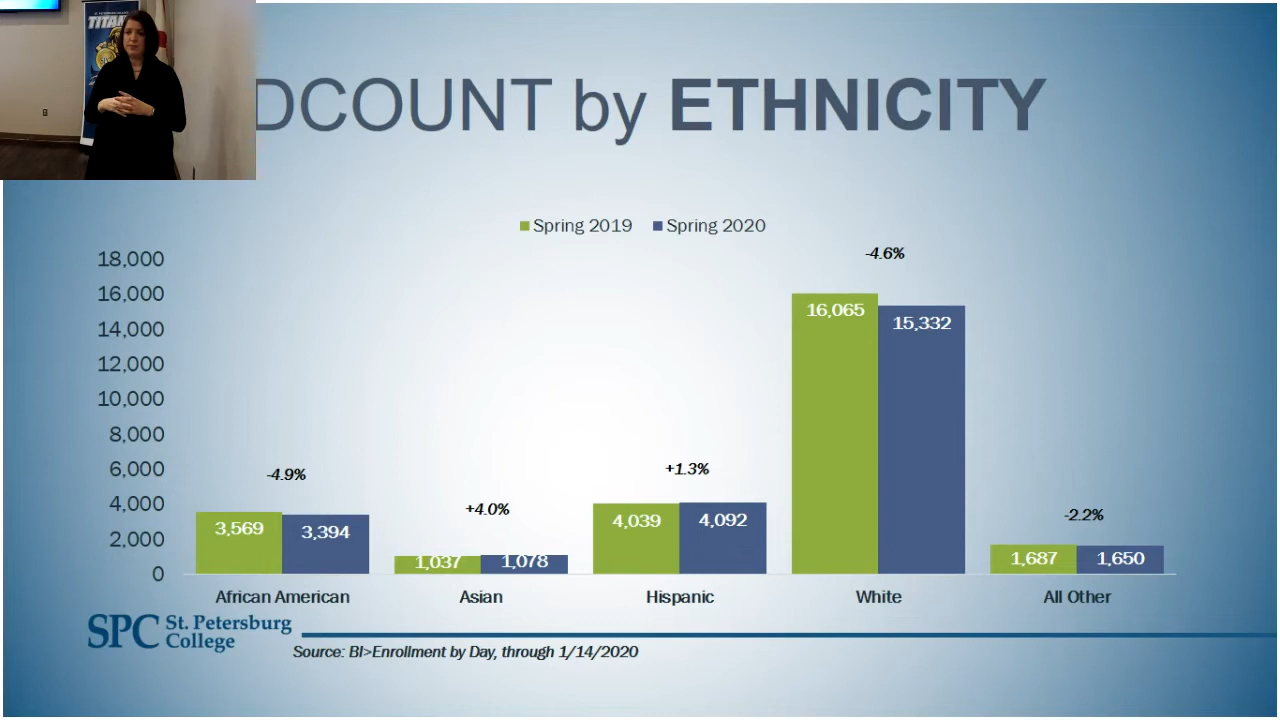 TITAN
DCOUNT by ETHNICITY
Spring 2019 Spring 2020
18,000
16,000
14,000
12,000
10,000
8,000
6,000
4,000
2,000
0
-4.9%
+4.0%
+1.3%
-4.6%
-2.2%
3,569 3,394
1,037 1,078
4,039 4,092
16,065 15,332
1,687 1,650
African American Asian Hispanic White All Other
SPC St. Petersburg
College
Source: BI>Enrollment by Day, through 1/14/2020